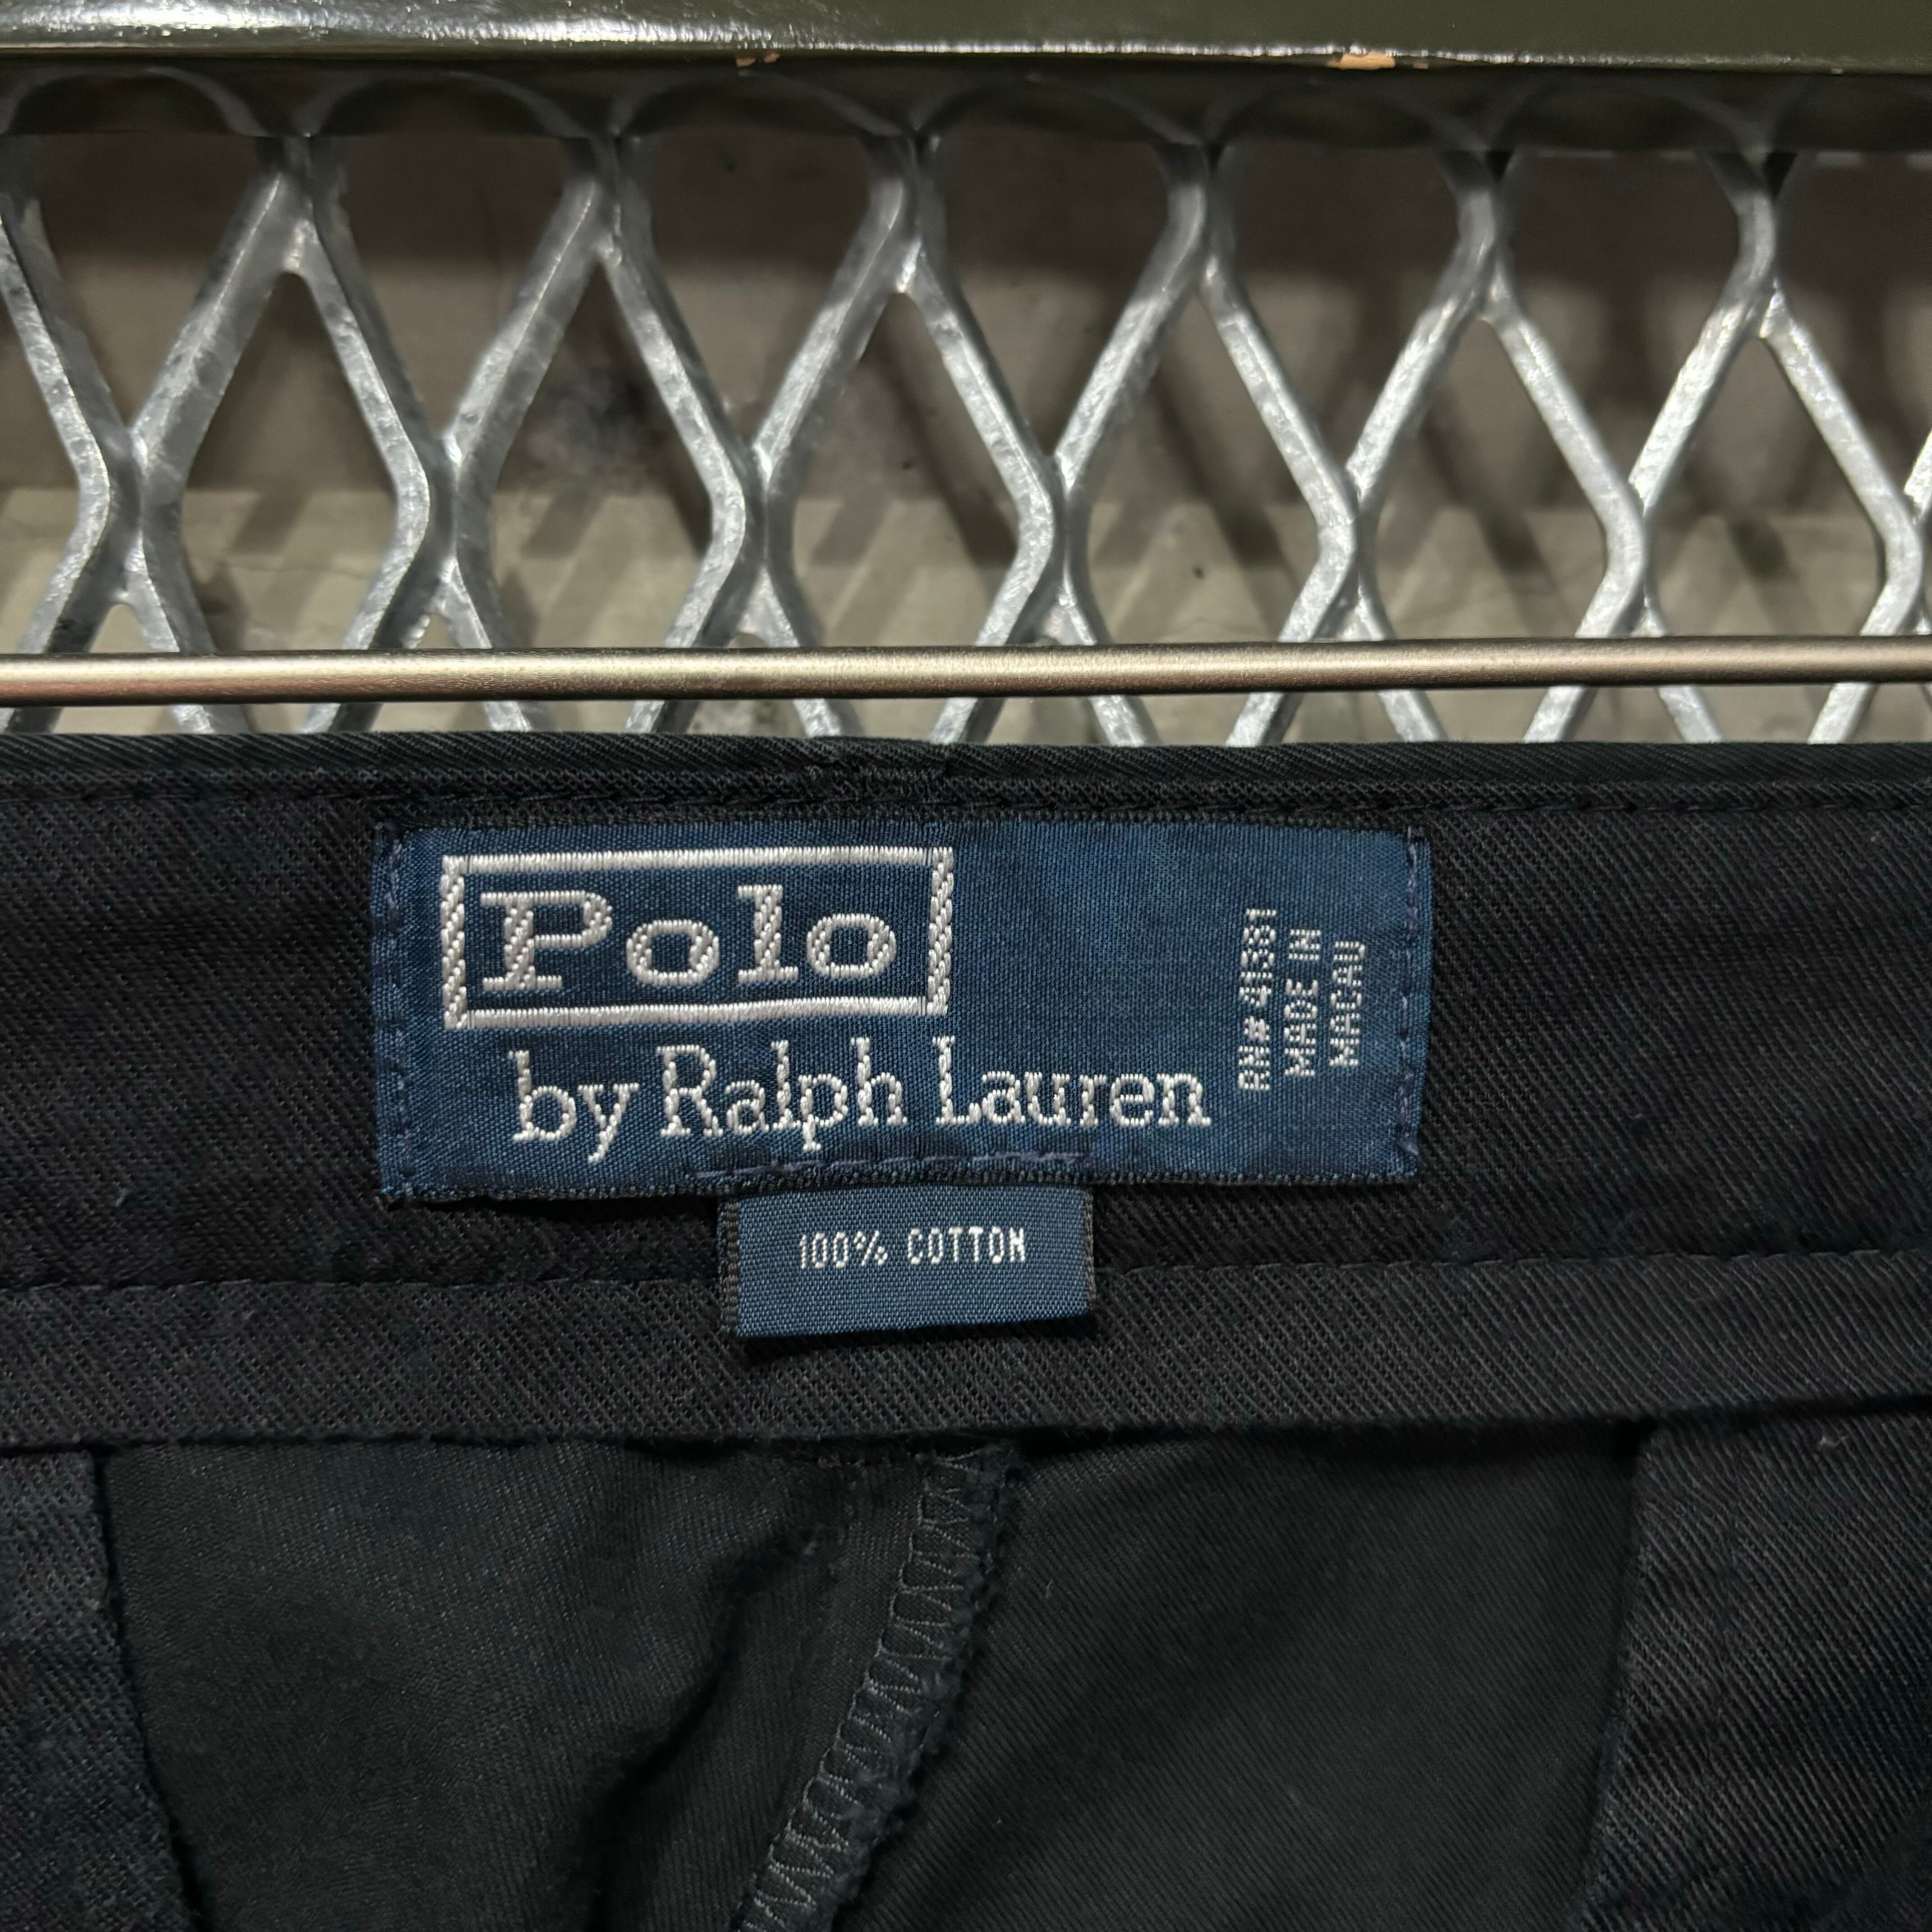 Polo
by Ralph Lauren
RN# 41381
MADE IN
MACAU
100% COTTON